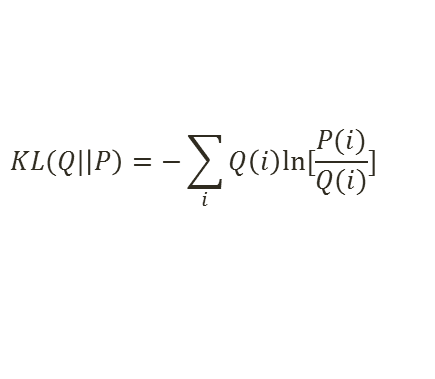 KL(Q||P) = − ∑_i Q(i)ln[P(i)/Q(i)]